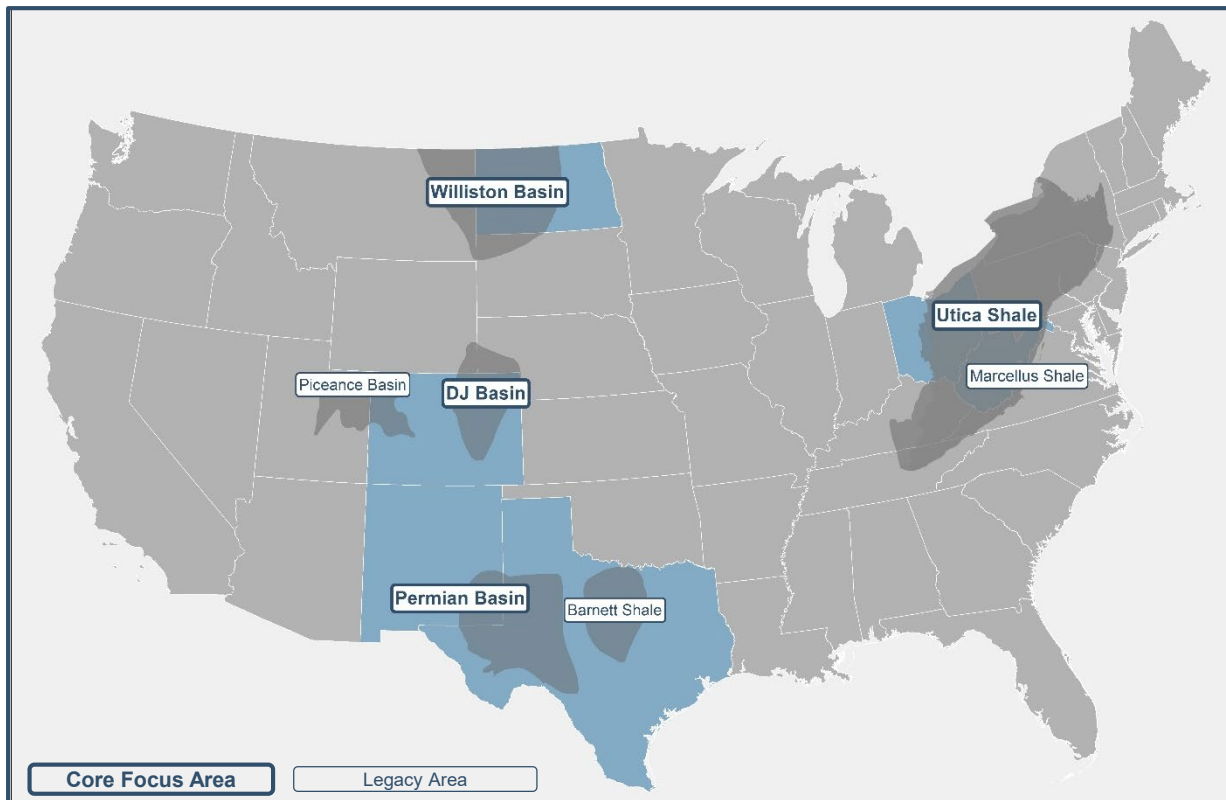 Williston Basin
Utica Shale
Marcellus Shale
Piceance Basin
DJ Basin
Permian Basin
Barnett Shale
Core Focus Area
Legacy Area